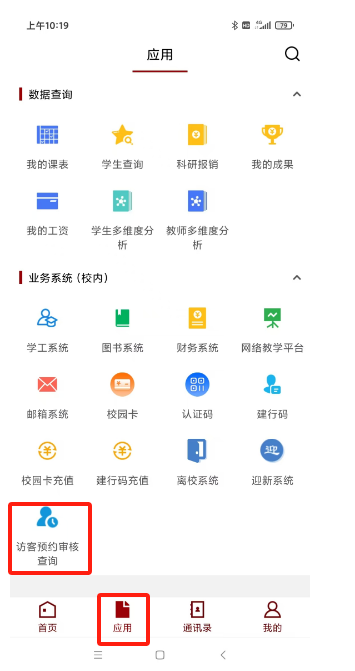 上午10:19
4G
79
应用
数据查询
我的课表 学生查询 科研报销 我的成果
我的工资 学生多维度分析 教师多维度分析
业务系统（校内）
学工系统 图书系统 财务系统 网络教学平台
邮箱系统 校园卡 认证码 建行码
校园卡充值 建行码充值 离校系统 迎新系统
迎
访客预约审核
查询
首页 应用 通讯录 我的